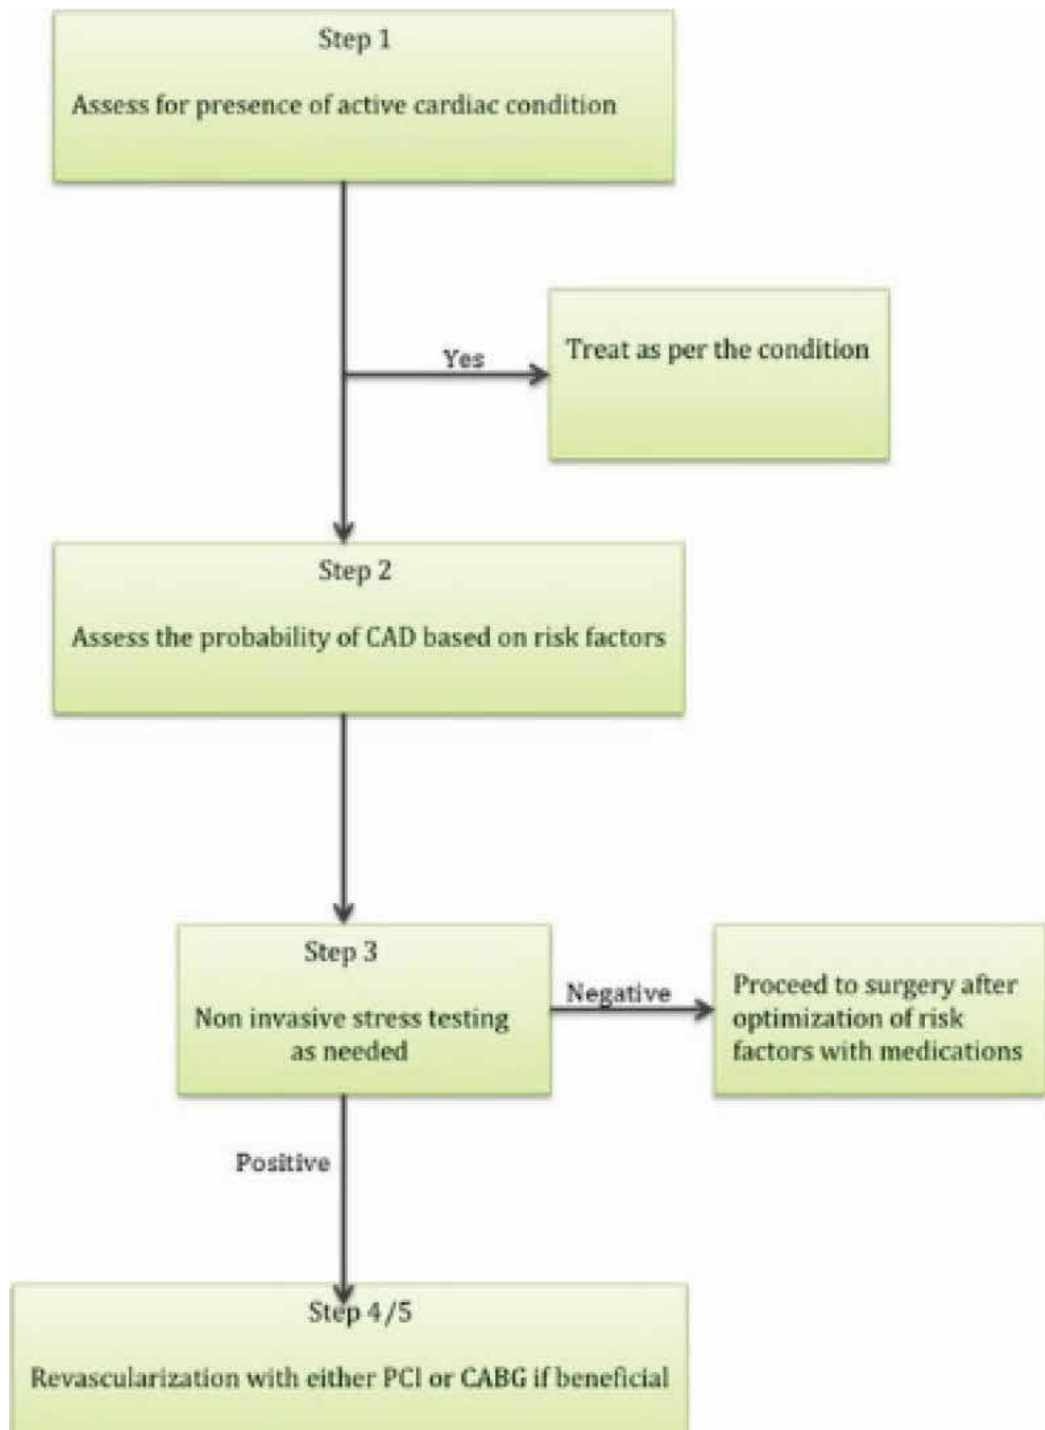 Step 1
Assess for presence of active cardiac condition
Yes
Treat as per the condition
Step 2
Assess the probability of CAD based on risk factors
Step 3
Non invasive stress testing
as needed
Negative
Proceed to surgery after
optimization of risk
factors with medications
Positive
Step 4/5
Revascularization with either PCI or CABG if beneficial